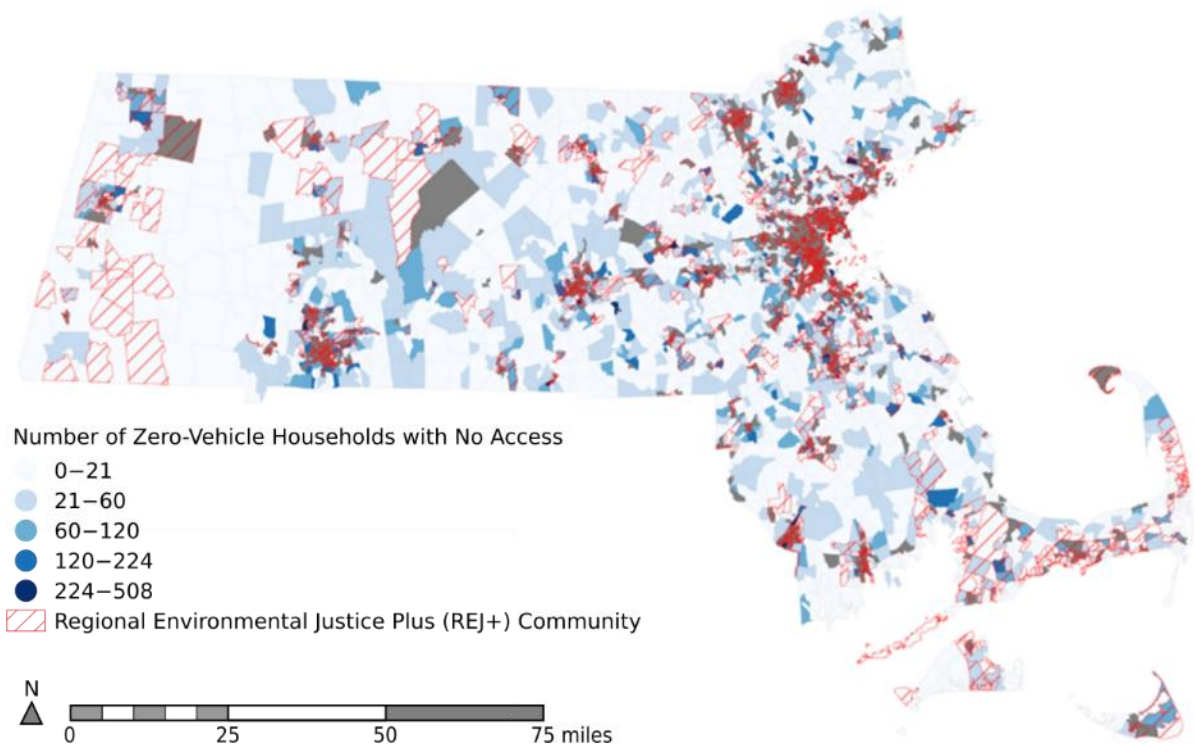 Number of Zero-Vehicle Households with No Access
0−21
21−60
60−120
120−224
224−508
Regional Environmental Justice Plus (REJ+) Community
N
0 25 50 75 miles